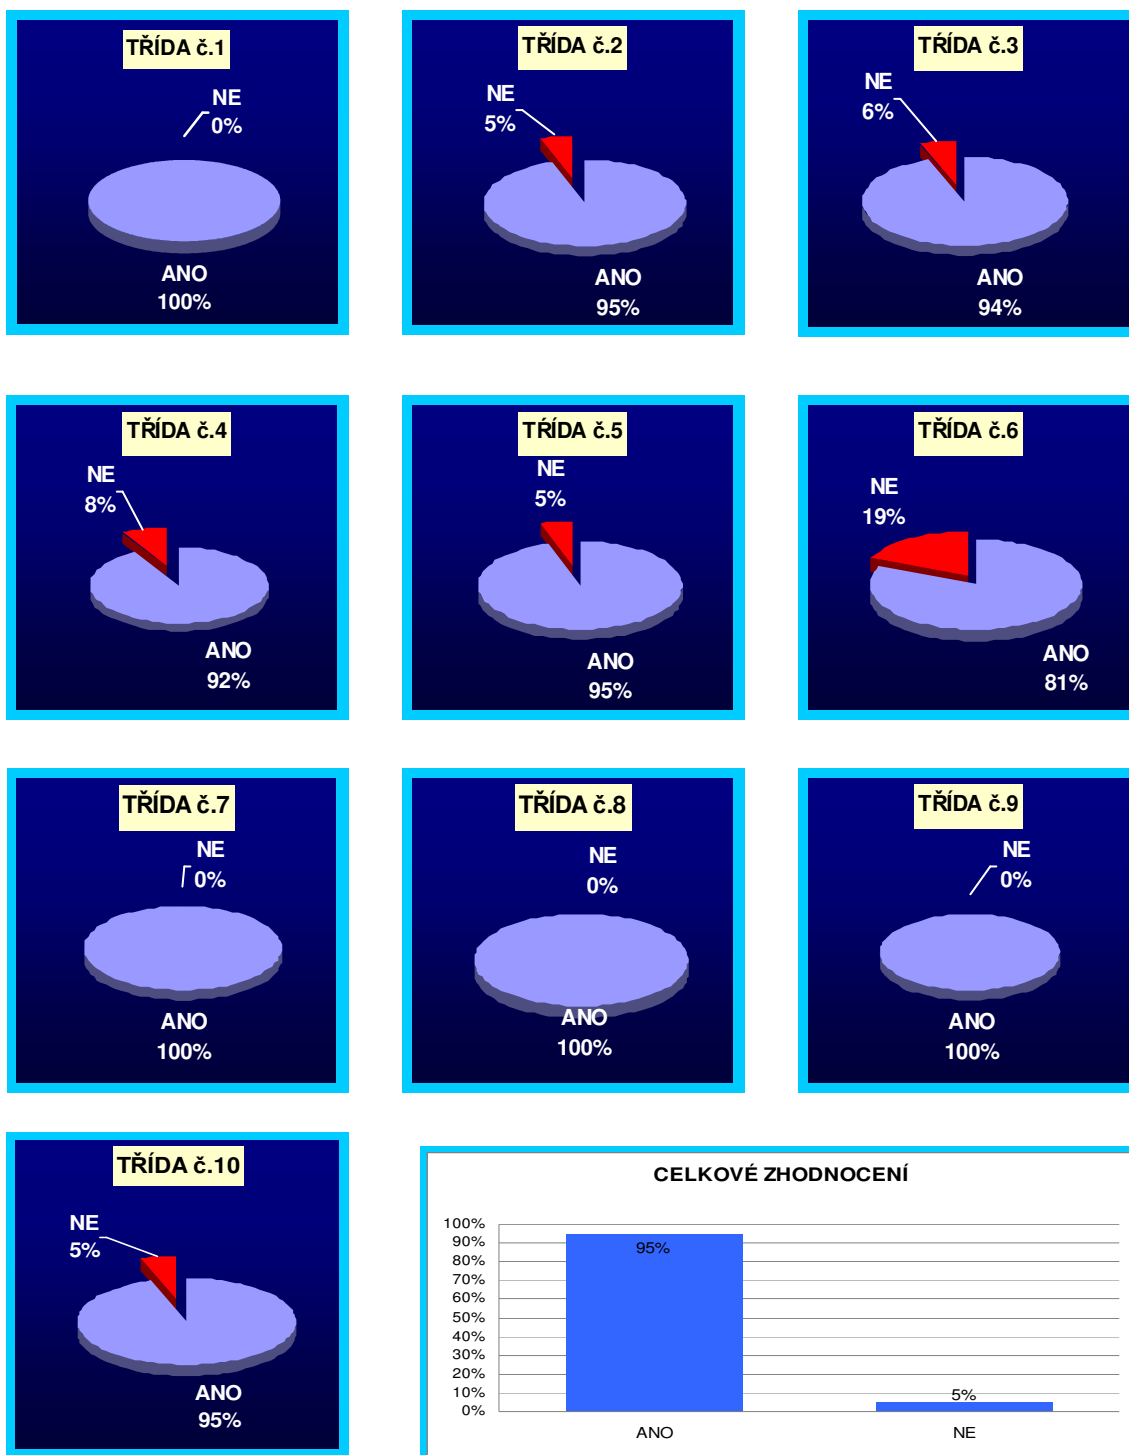 TŘÍDA č.1
NE
0%
ANO
100%
TŘÍDA č.2
NE
5%
ANO
95%
TŘÍDA č.3
NE
6%
ANO
94%
TŘÍDA č.4
NE
8%
ANO
92%
TŘÍDA č.5
NE
5%
ANO
95%
TŘÍDA č.6
NE
19%
ANO
81%
TŘÍDA č.7
NE
0%
ANO
100%
TŘÍDA č.8
NE
0%
ANO
100%
TŘÍDA č.9
NE
0%
ANO
100%
TŘÍDA č.10
NE
5%
ANO
95%
CELKOVÉ ZHODNOCENÍ
100%
90%
80%
70%
60%
50%
40%
30%
20%
10%
0%
95%
5%
ANO
NE